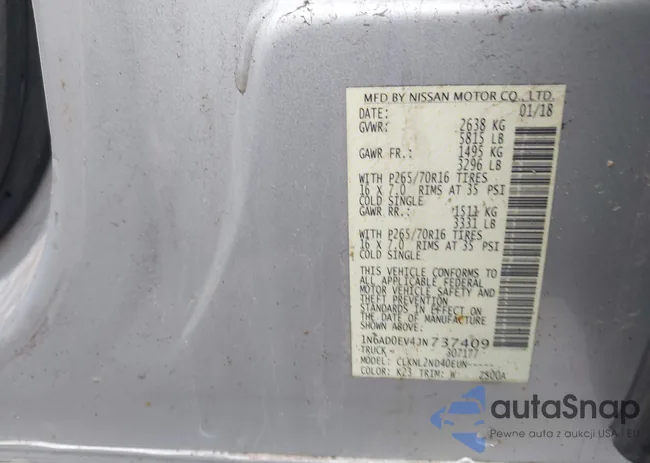 MFD BY NISSAN MOTOR CO., LTD.
DATE: 01/18
GVWR: 2638 KG
5815 LB
GAWR FR.: 1495 KG
3296 LB
WITH P265/70R16 TIRES
16 X 7.0 RIMS AT 35 PSI
COLD SINGLE
GAWR RR.: 1511 KG
3331 LB
WITH P265/70R16 TIRES
16 X 7.0 RIMS AT 35 PSI
COLD SINGLE
THIS VEHICLE CONFORMS TO
ALL APPLICABLE FEDERAL
MOTOR VEHICLE SAFETY AND
THEFT PREVENTION
STANDARDS IN EFFECT ON
THE DATE OF MANUFACTURE
SHOWN ABOVE.
1N6AD0EV4JN737409
TRUCK 307177
MODEL: CLKNL2ND40EUN-----
COLOR: K23 TRIM: W 2S00A
autaSnap
Pewne auta z aukcji USA i EU